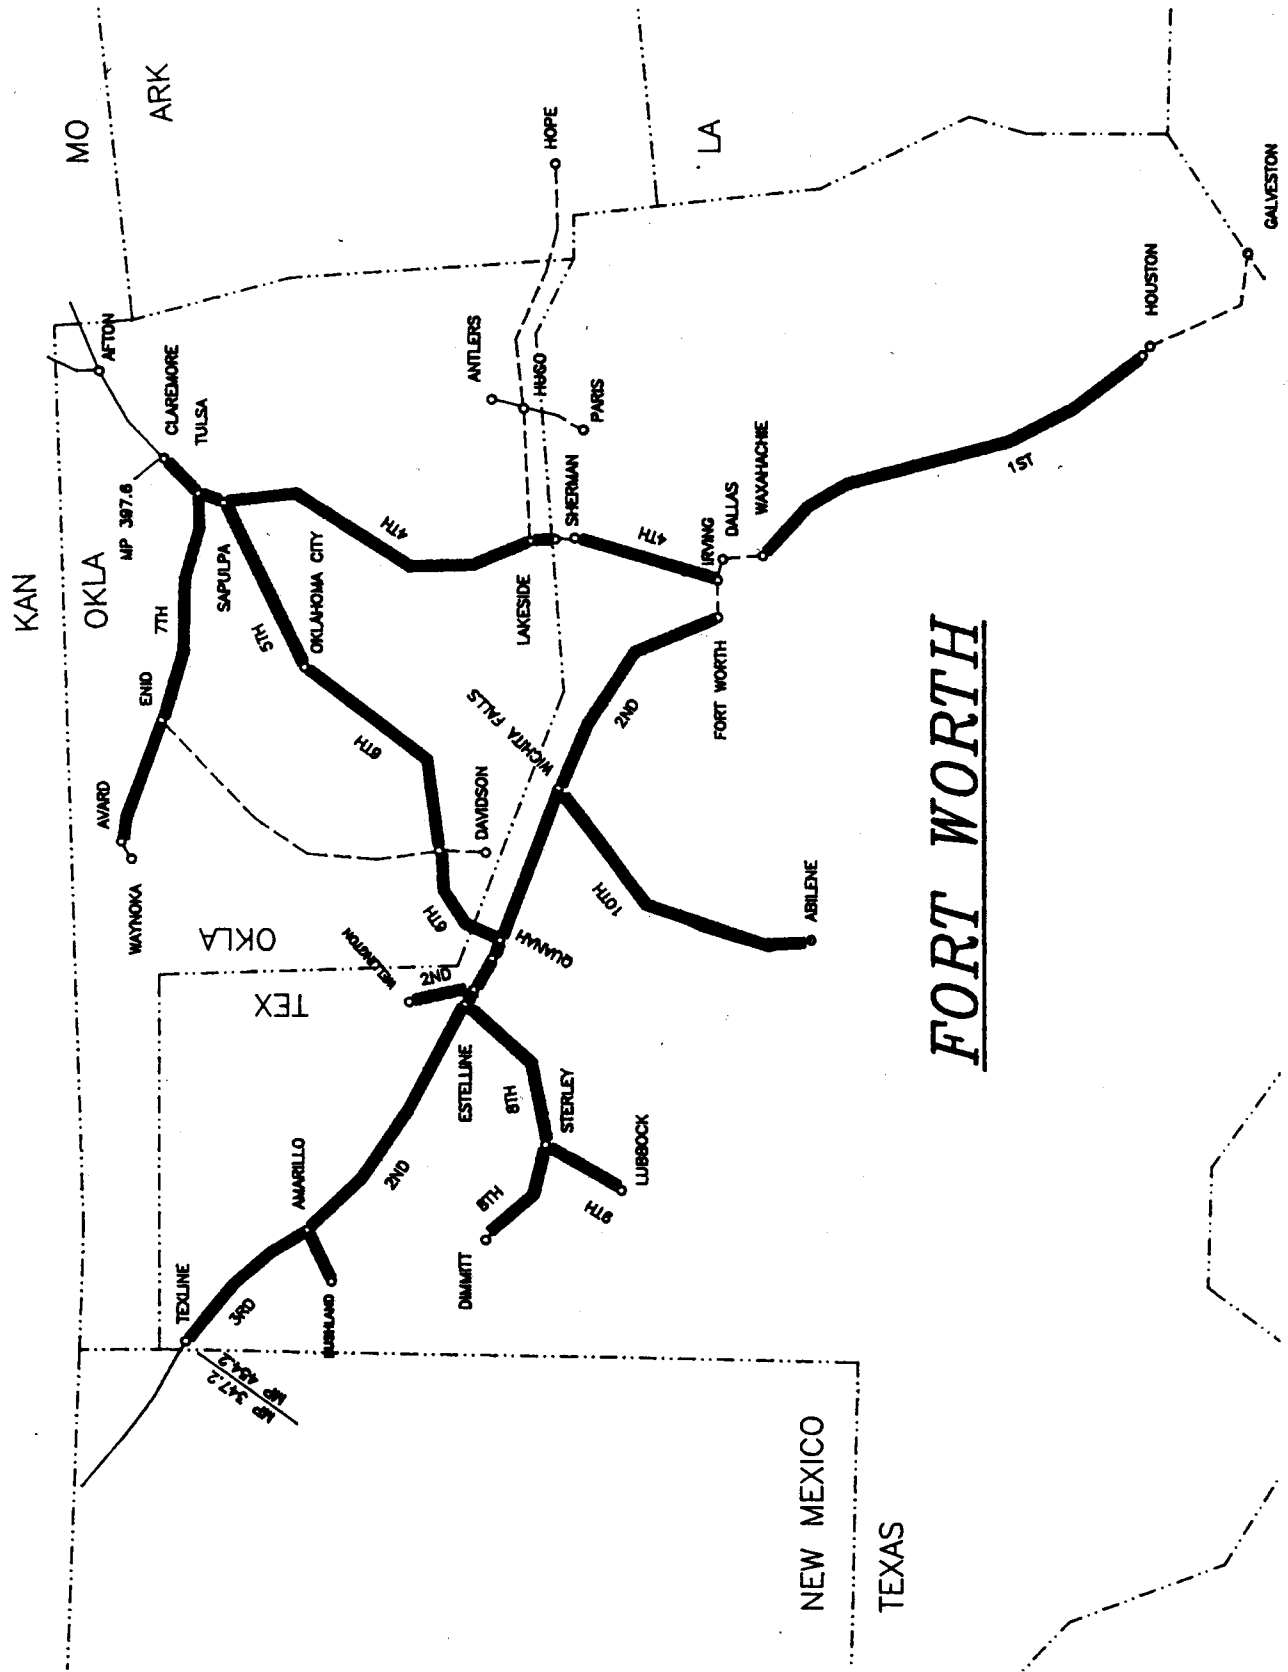 KAN
MO
ARK
OKLA
AFTON
CLAREMORE
TULSA
MP 397.6
7TH
SAPULPA
ENID
AVARD
WAYNOKA
5TH
OKLAHOMA CITY
4TH
6TH
DAVIDSON
6TH
OKLA
TEX
WELLINGTON
2ND
QUANAH
ANTLERS
HUGO
PARIS
HOPE
LA
LAKESIDE
SHERMAN
4TH
IRVING
DALLAS
WAXAHACHIE
1ST
HOUSTON
GALVESTON
FORT WORTH
2ND
WICHITA FALLS
10TH
ABILENE
ESTELLINE
8TH
STERLEY
LUBBOCK
9TH
8TH
DIMMITT
2ND
AMARILLO
BUSHLAND
3RD
TEXLINE
MP 347.2
MP 454.2
NEW MEXICO
TEXAS
FORT WORTH